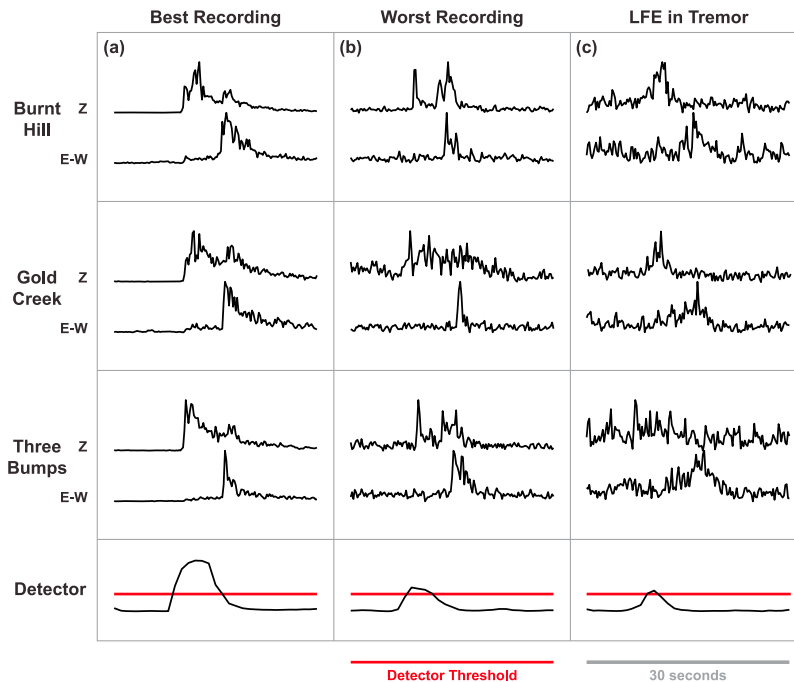 Best Recording
Worst Recording
LFE in Tremor
(a)
(b)
(c)
Burnt
Hill
Z
E-W
Gold
Creek
Z
E-W
Three
Bumps
Z
E-W
Detector
Detector Threshold
30 seconds